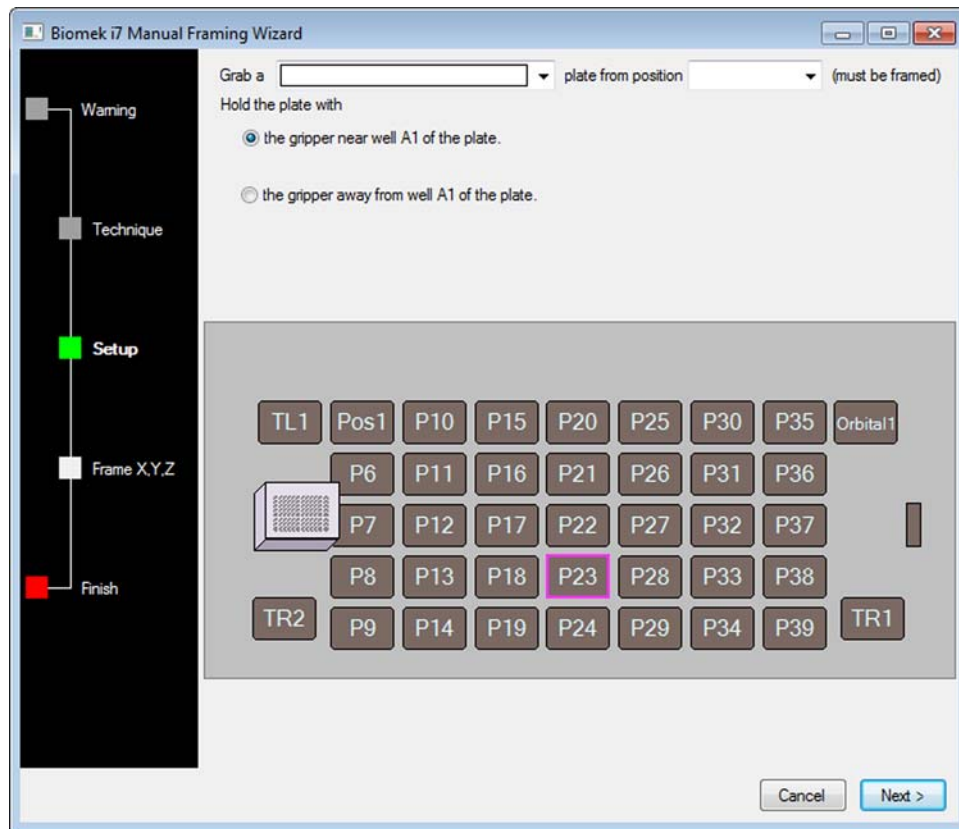 Biomek i7 Manual Framing Wizard
Grab a plate from position (must be framed)
Hold the plate with
the gripper near well A1 of the plate.
the gripper away from well A1 of the plate.
Warning
Technique
Setup
Frame X,Y,Z
Finish
TL1 Pos1 P10 P15 P20 P25 P30 P35 Orbital1
P6 P11 P16 P21 P26 P31 P36
P7 P12 P17 P22 P27 P32 P37
P8 P13 P18 P23 P28 P33 P38
TR2 P9 P14 P19 P24 P29 P34 P39 TR1
Cancel Next >